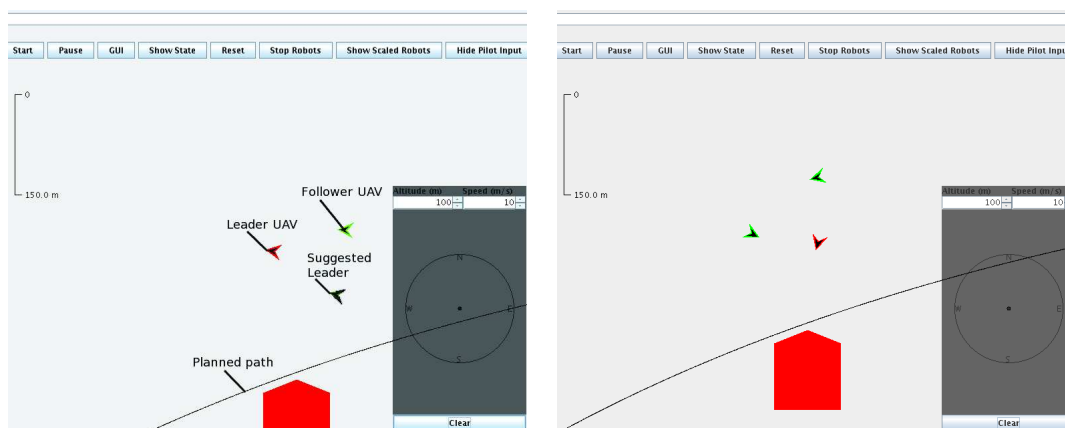 Start Pause GUI Show State Reset Stop Robots Show Scaled Robots Hide Pilot Input
0
150.0 m
Follower UAV
Leader UAV
Suggested
Leader
Planned path
Altitude (m) Speed (m/s)
100 10
N
W E
S
Clear
Start Pause GUI Show State Reset Stop Robots Show Scaled Robots Hide Pilot Inpu
0
150.0 m
Altitude (m) Speed (m/s)
100 10
N
W E
S
Clear